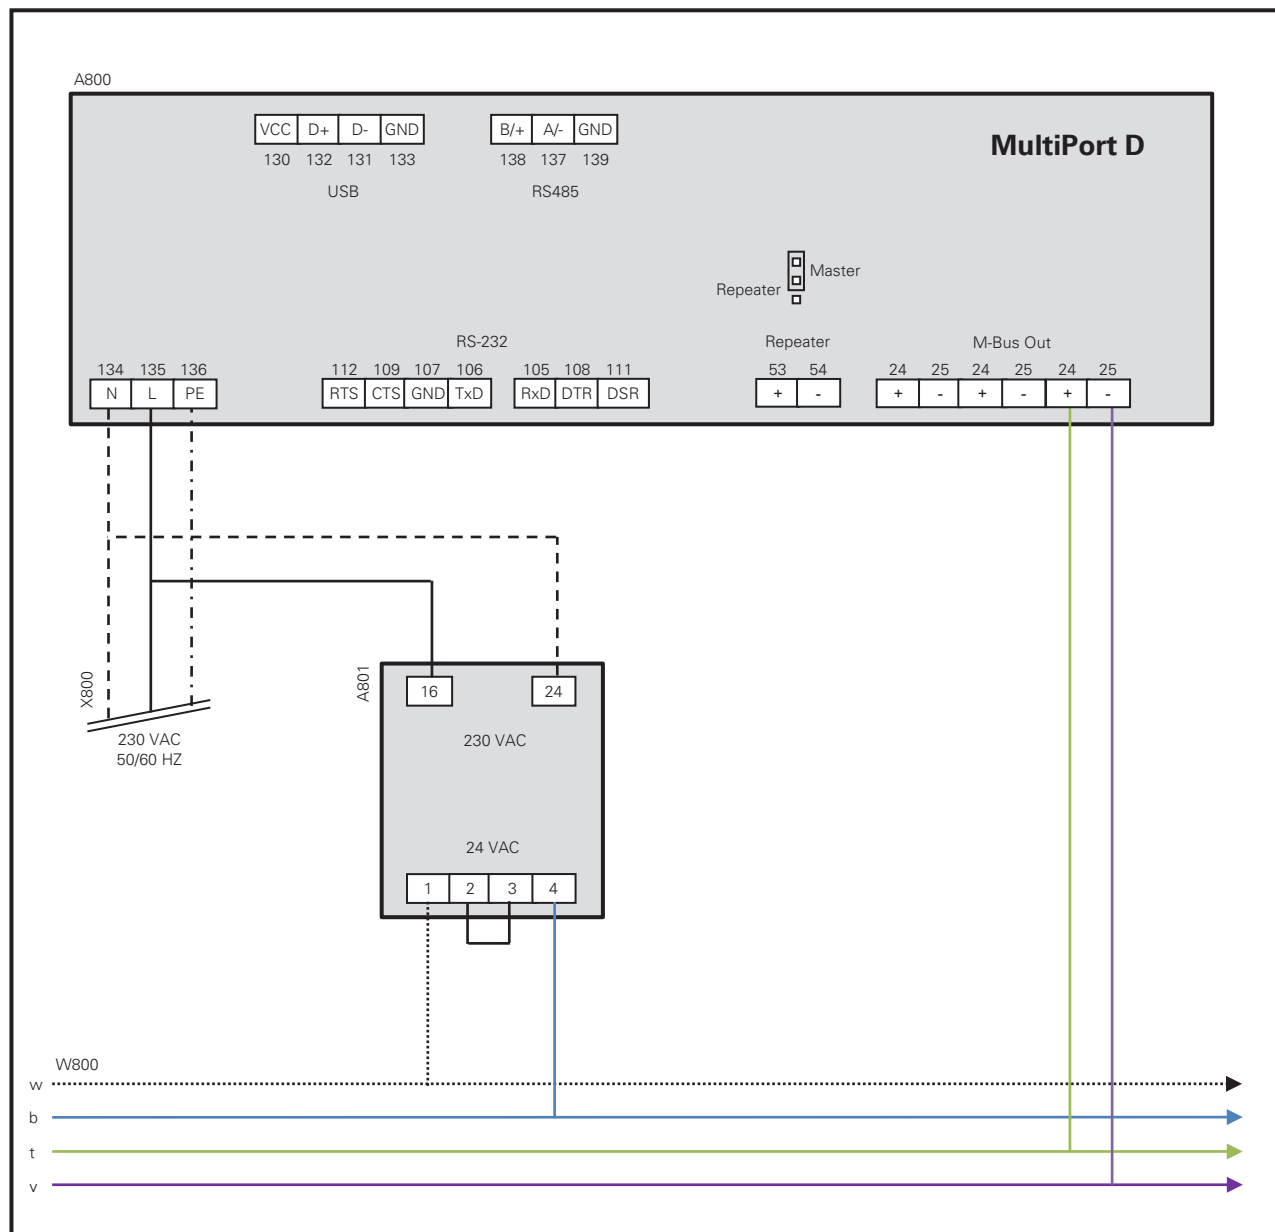 A800
VCC D+ D- GND B/+ A/- GND
MultiPort D
130 132 131 133 138 137 139
USB RS485
Master
Repeater
RS-232 Repeater M-Bus Out
134 135 136 112 109 107 106 105 108 111 53 54 24 25 24 25 24 25
N L PE RTS CTS GND TxD RxD DTR DSR + - + - + - + -
X800
A801
16 24
230 VAC
50/60 HZ
230 VAC
24 VAC
1 2 3 4
W800
w
b
t
v